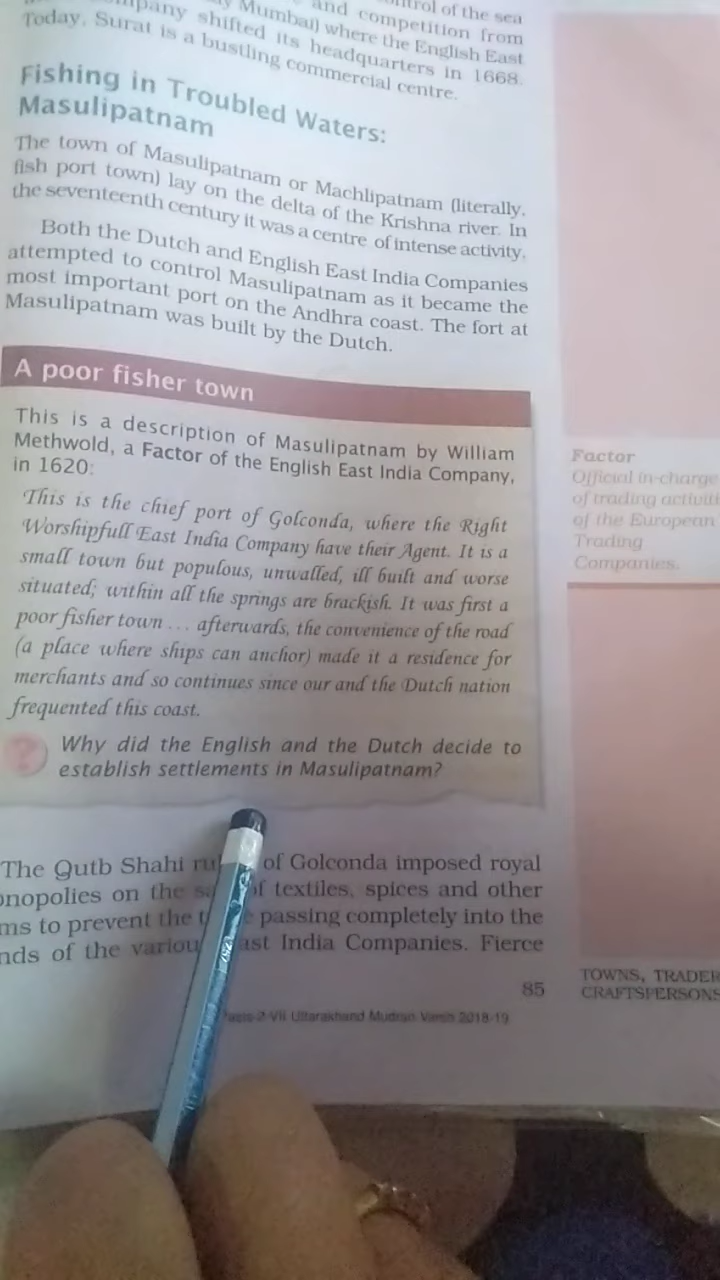 and competition from
Mumbai) where the English East
shifted its headquarters in 1668.
Today, Surat is a bustling commercial centre.
Fishing in Troubled Waters:
Masulipatnam
The town of Masulipatnam or Machlipatnam (literally,
fish port town) lay on the delta of the Krishna river. In
the seventeenth century it was a centre of intense activity.
Both the Dutch and English East India Companies
attempted to control Masulipatnam as it became the
most important port on the Andhra coast. The fort at
Masulipatnam was built by the Dutch.
A poor fisher town
This is a description of Masulipatnam by William
Methwold, a Factor of the English East India Company,
in 1620:
This is the chief port of Golconda, where the Right
Worshipfull East India Company have their Agent. It is a
small town but populous, unwalled, ill built and worse
situated; within all the springs are brackish. It was first a
poor fisher town ... afterwards, the convenience of the road
(a place where ships can anchor) made it a residence for
merchants and so continues since our and the Dutch nation
frequented this coast.
?
Why did the English and the Dutch decide to
establish settlements in Masulipatnam?
The Qutb Shahi of Golconda imposed royal
on the textiles, spices and other
to prevent the passing completely into the
of the India Companies. Fierce
85
VII Uttarakhand Mudran Varsh 2018-19
Factor
Official in-charge
of trading
of the European
Trading
Companies.
TOWNS, TRADER
CRAFTSPERSONS